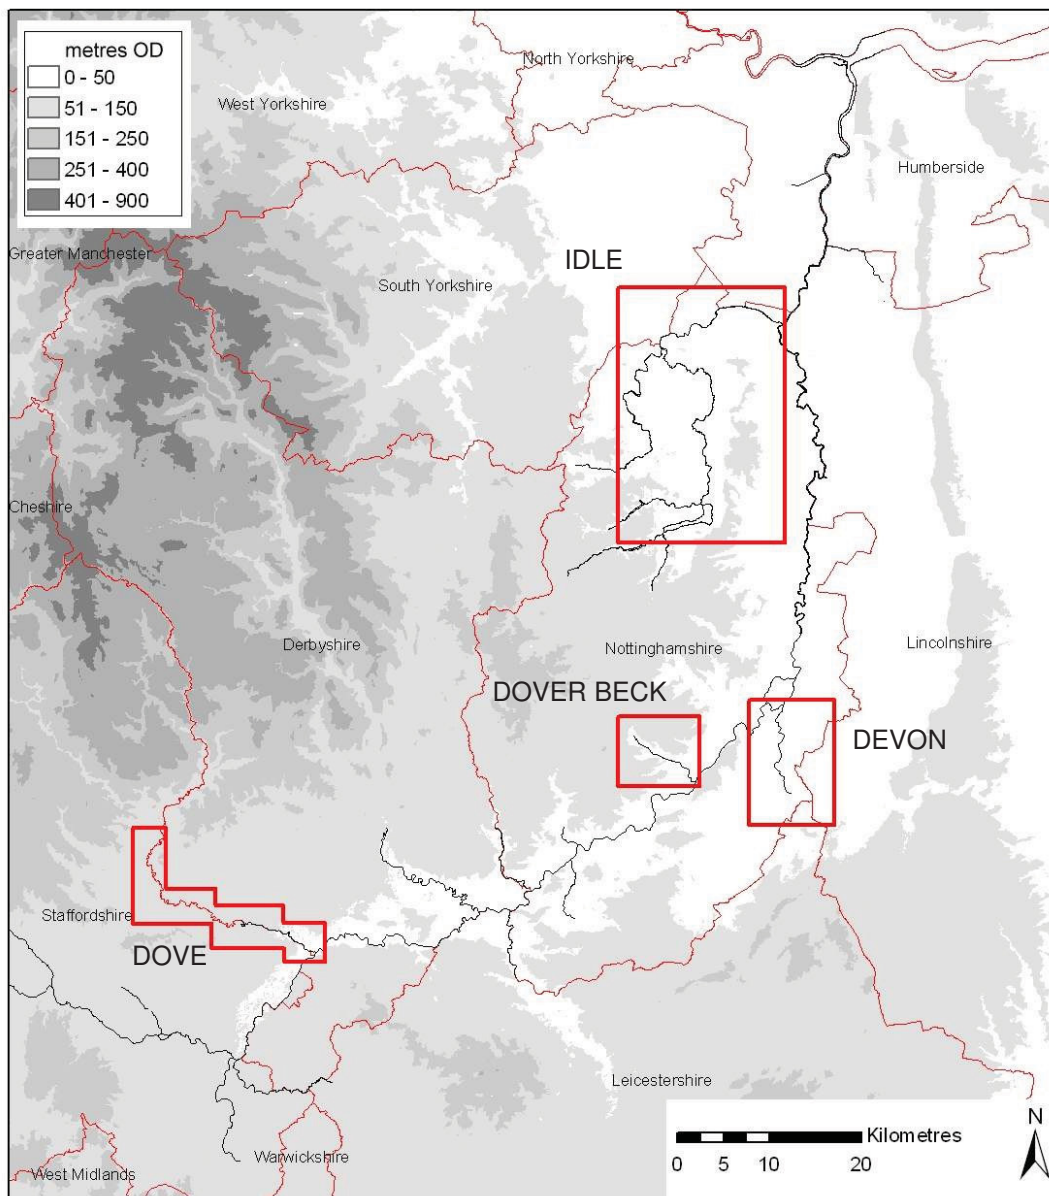 metres OD
0 - 50
51 - 150
151 - 250
251 - 400
401 - 900
North Yorkshire
West Yorkshire
Humberside
Greater Manchester
IDLE
South Yorkshire
Cheshire
Derbyshire
Nottinghamshire
Lincolnshire
DOVER BECK
DEVON
Staffordshire
DOVE
Leicestershire
N
Kilometres
0 5 10 20
Warwickshire
West Midlands